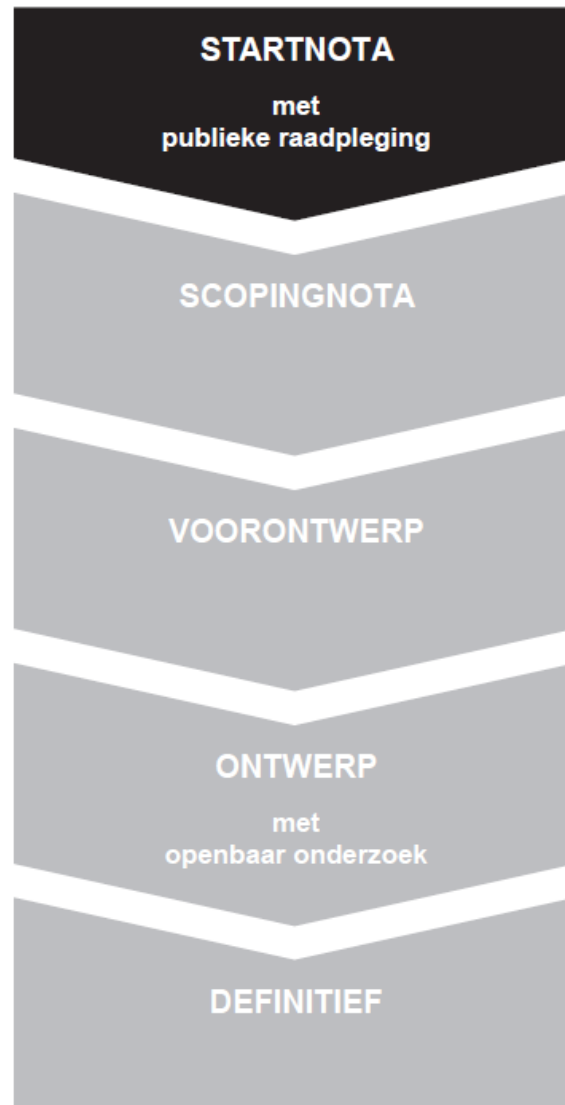 STARTNOTA
met
publieke raadpleging
SCOPINGNOTA
VOORONTWERP
ONTWERP
met
openbaar onderzoek
DEFINITIEF